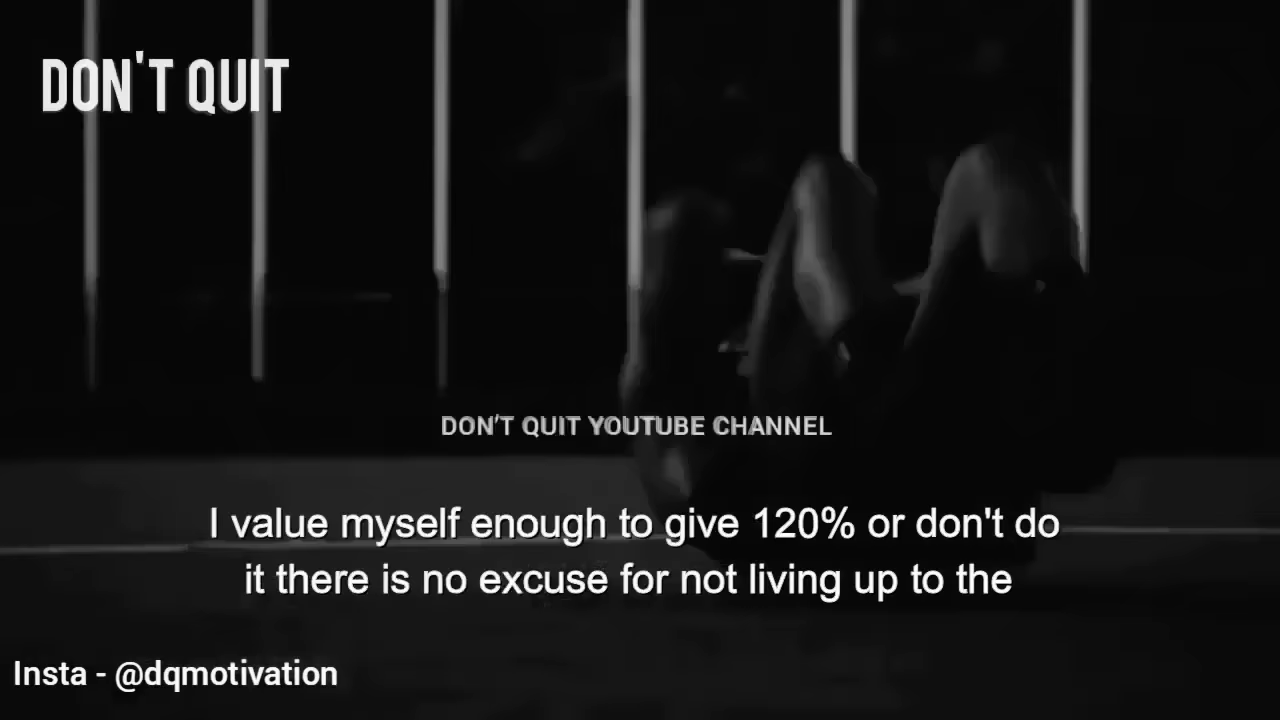 DON'T QUIT
DON'T QUIT YOUTUBE CHANNEL
I value myself enough to give 120% or don't do
it there is no excuse for not living up to the
Insta - @dqmotivation